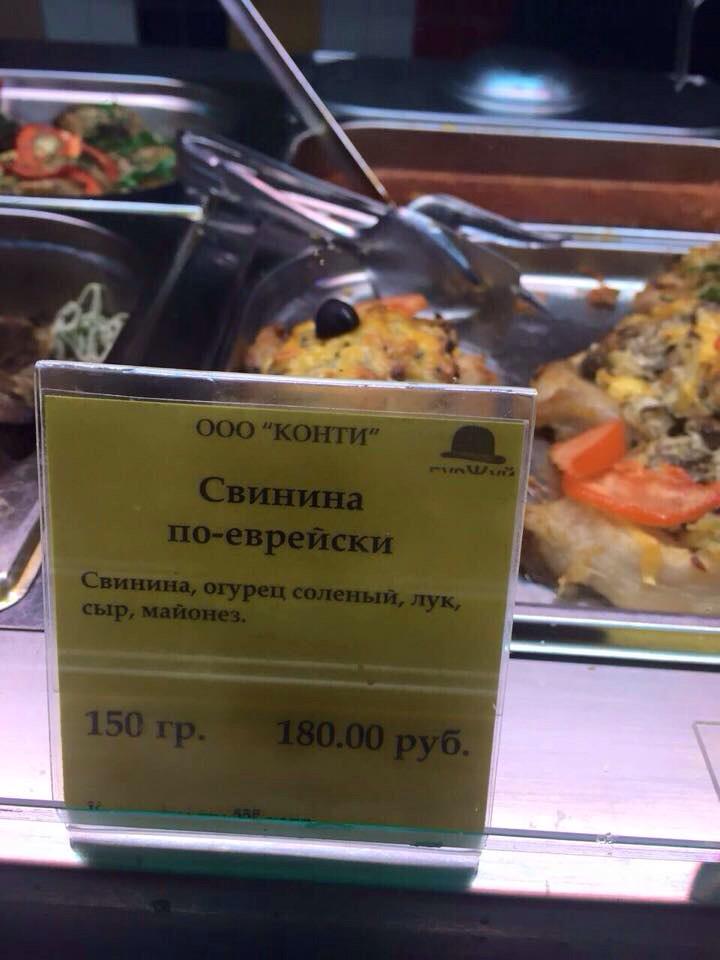 ООО "КОНТИ"
Свинина
по-еврейски
Свинина, огурец соленый, лук,
сыр, майонез.
150 гр. 180.00 руб.